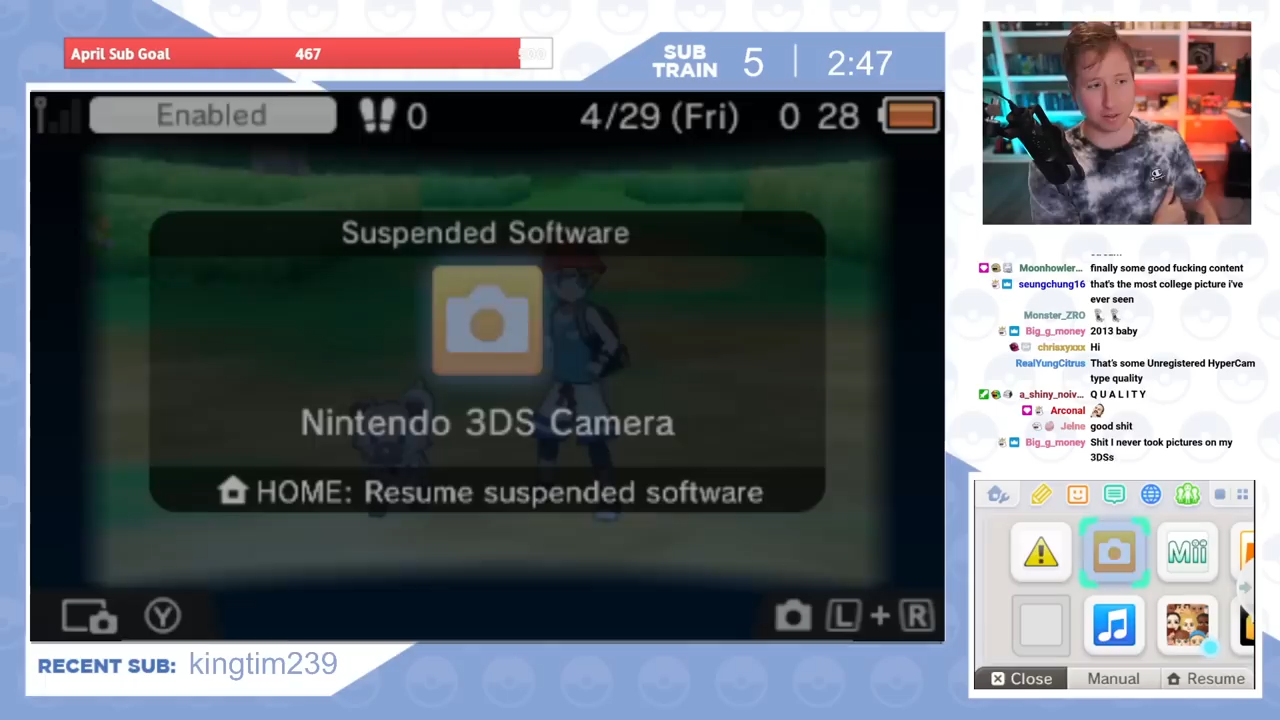 April Sub Goal 467
SUB TRAIN 5 2:47
Enabled 0 4/29 (Fri) 0 28
Suspended Software
Nintendo 3DS Camera
HOME: Resume suspended software
Y
L + R
RECENT SUB: kingtim239
Moonhowler... finally some good fucking content
seungchung16 that's the most college picture i've
ever seen
Monster_ZRO
Big_g_money 2013 baby
chrisxyxxx Hi
RealYungCitrus That's some Unregistered HyperCam
type quality
a_shiny_noiv... Q U A L I T Y
Arconal
Jelne good shit
Big_g_money Shit I never took pictures on my
3DSs
Mii
Close Manual Resume